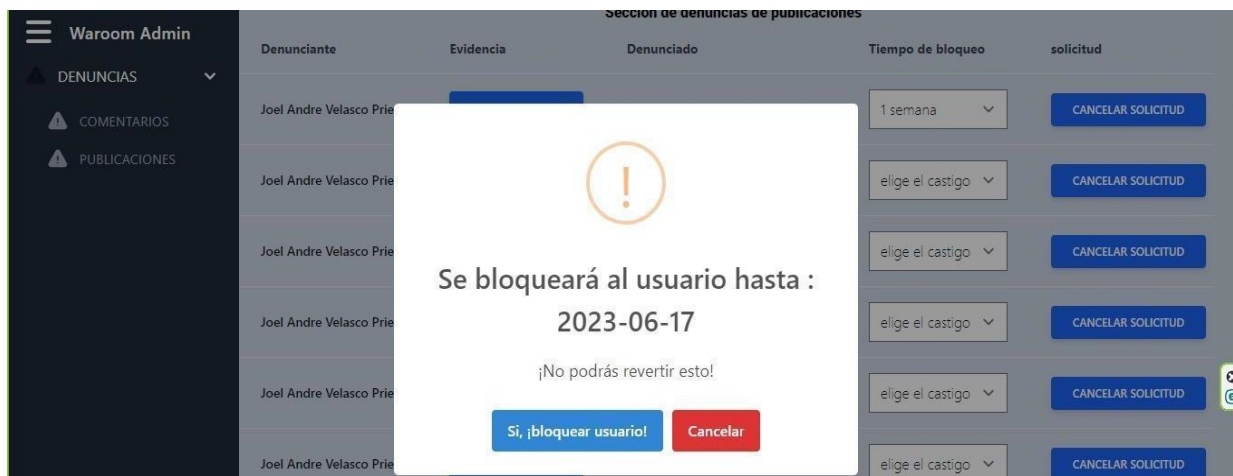 Sección de denuncias de publicaciones
Waroom Admin
DENUNCIAS
COMENTARIOS
PUBLICACIONES
Denunciante Evidencia Denunciado Tiempo de bloqueo solicitud
Joel Andre Velasco Prie 1 semana CANCELAR SOLICITUD
Joel Andre Velasco Prie elige el castigo CANCELAR SOLICITUD
Joel Andre Velasco Prie elige el castigo CANCELAR SOLICITUD
Joel Andre Velasco Prie elige el castigo CANCELAR SOLICITUD
Joel Andre Velasco Prie elige el castigo CANCELAR SOLICITUD
Joel Andre Velasco Prie elige el castigo CANCELAR SOLICITUD
!
Se bloqueará al usuario hasta :
2023-06-17
¡No podrás revertir esto!
Si, ¡bloquear usuario! Cancelar